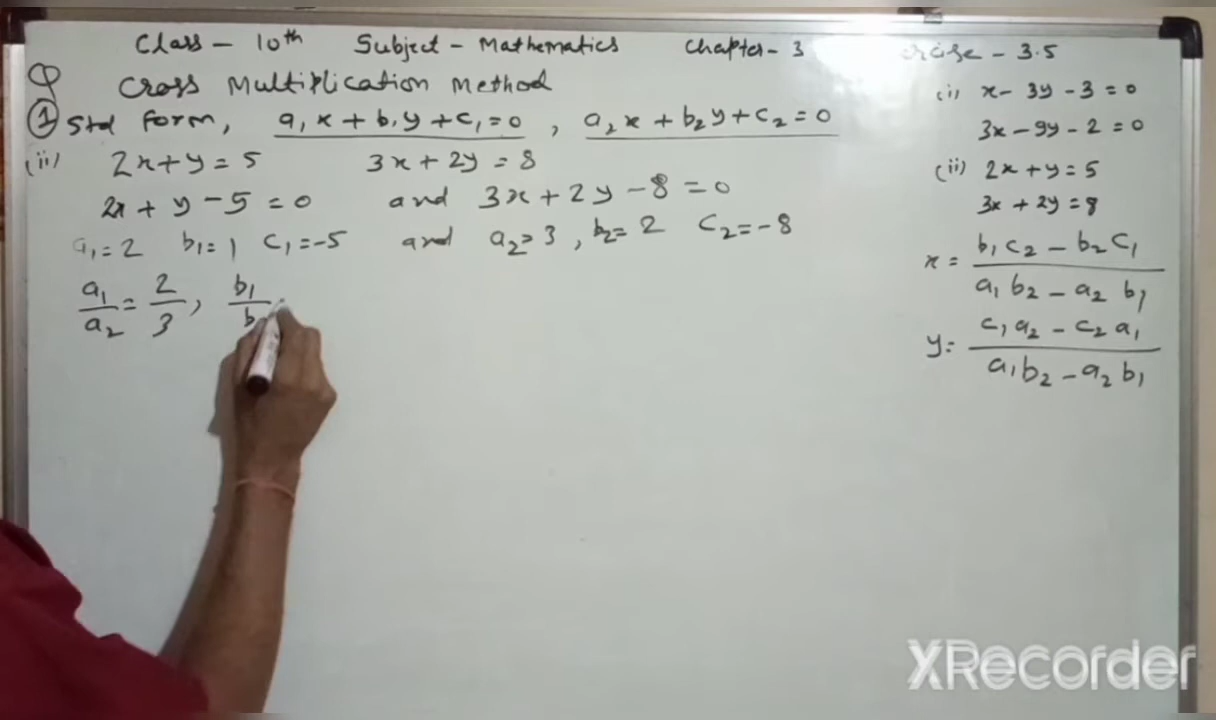 Class - 10th Subject - Mathematics Chapter - 3 - 3.5
Q Cross Multiplication Method
① Std form, a₁x + b₁y + c₁ = 0 , a₂x + b₂y + c₂ = 0
(ii) 2x + y = 5 3x + 2y = 8
2x + y - 5 = 0 and 3x + 2y - 8 = 0
a₁ = 2 b₁ = 1 c₁ = -5 and a₂ = 3 , b₂ = 2 c₂ = -8
a₁/a₂ = 2/3 , b₁/b
(i) x - 3y - 3 = 0
3x - 9y - 2 = 0
(ii) 2x + y = 5
3x + 2y = 8
x = b₁c₂ - b₂c₁ / a₁b₂ - a₂b₁
y = c₁a₂ - c₂a₁ / a₁b₂ - a₂b₁
XRecorder